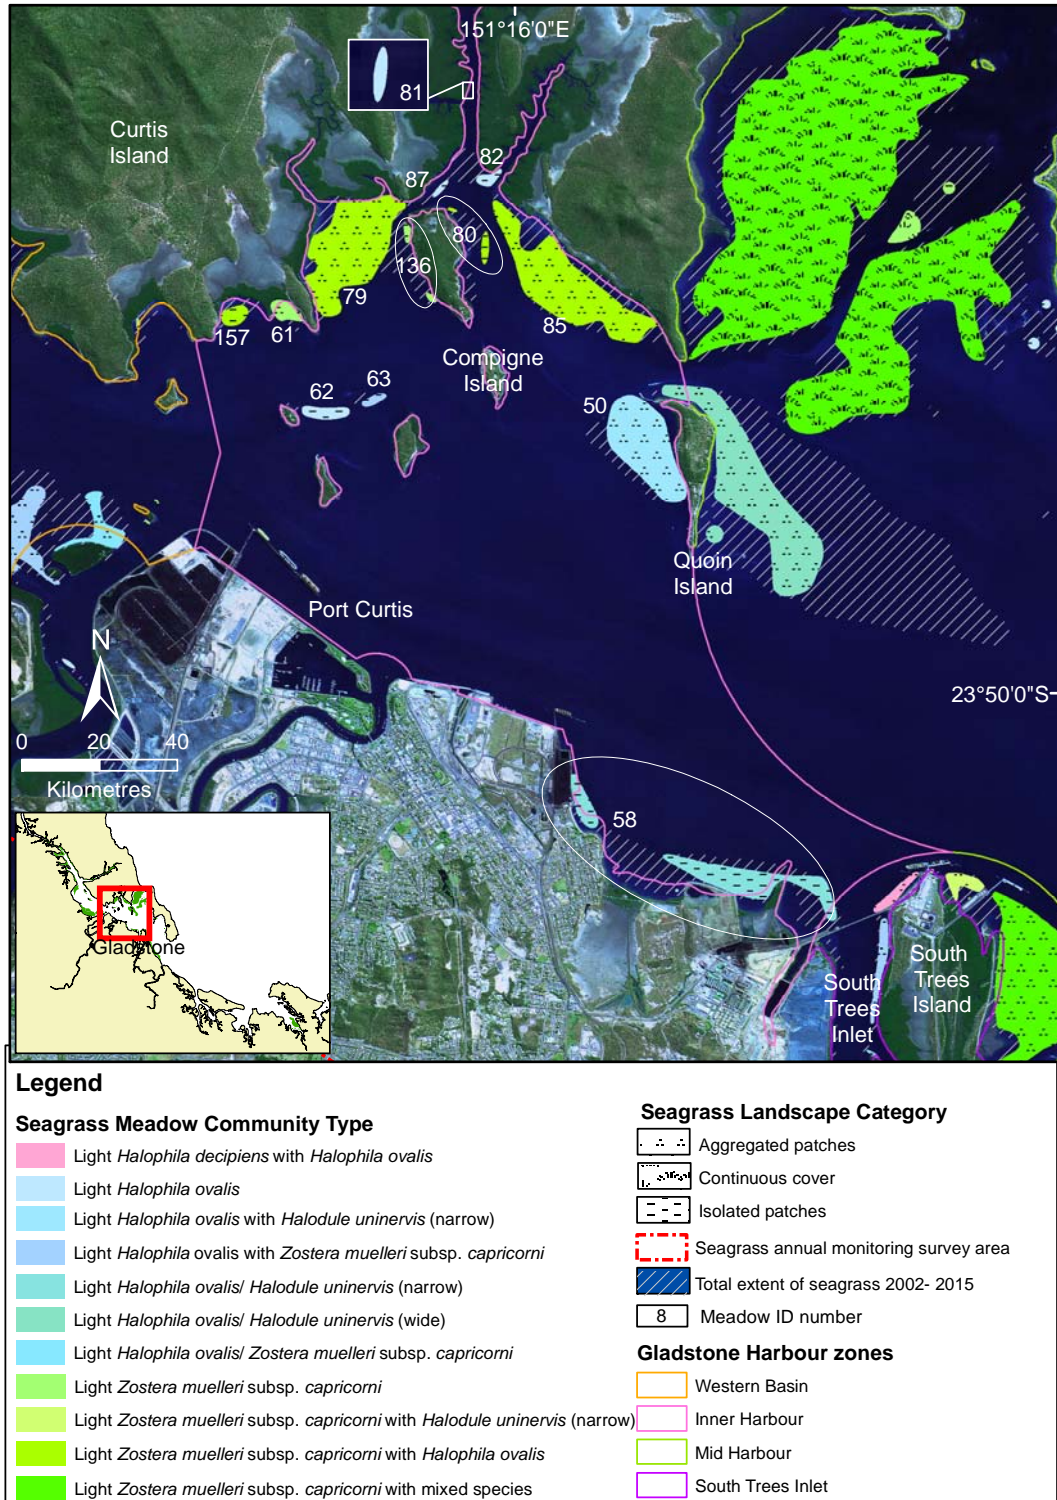 151°16'0"E
81
Curtis
Island
82
87
80
136
79
85
157
61
Compigne
Island
63
62
50
Quoin
Island
Port Curtis
N
23°50'0"S
0 20 40
Kilometres
58
Gladstone
South
Trees
Island
South
Trees
Inlet
Legend
Seagrass Meadow Community Type
Light Halophila decipiens with Halophila ovalis
Light Halophila ovalis
Light Halophila ovalis with Halodule uninervis (narrow)
Light Halophila ovalis with Zostera muelleri subsp. capricorni
Light Halophila ovalis/ Halodule uninervis (narrow)
Light Halophila ovalis/ Halodule uninervis (wide)
Light Halophila ovalis/ Zostera muelleri subsp. capricorni
Light Zostera muelleri subsp. capricorni
Light Zostera muelleri subsp. capricorni with Halodule uninervis (narrow)
Light Zostera muelleri subsp. capricorni with Halophila ovalis
Light Zostera muelleri subsp. capricorni with mixed species
Seagrass Landscape Category
Aggregated patches
Continuous cover
Isolated patches
Seagrass annual monitoring survey area
Total extent of seagrass 2002- 2015
8 Meadow ID number
Gladstone Harbour zones
Western Basin
Inner Harbour
Mid Harbour
South Trees Inlet